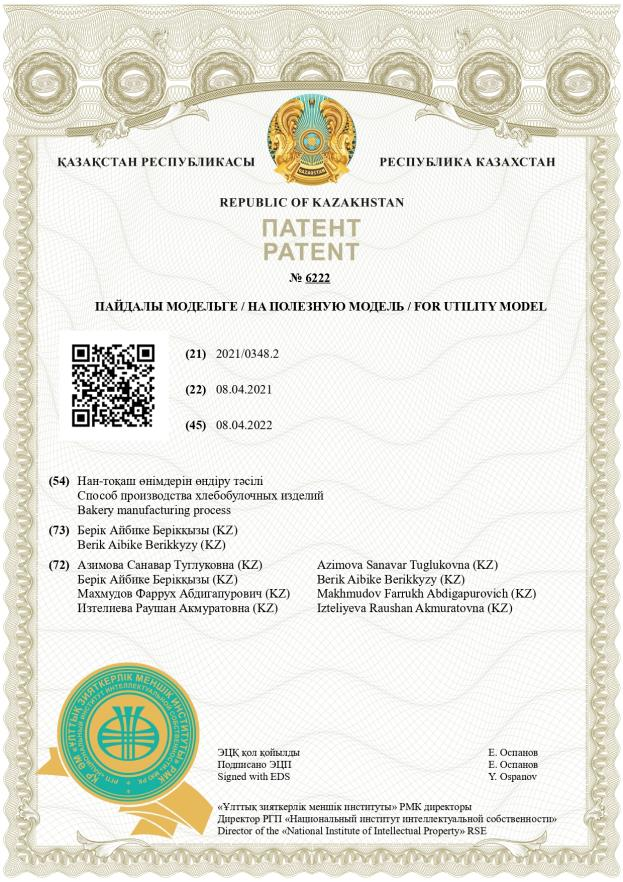 ҚАЗАҚСТАН РЕСПУБЛИКАСЫ
РЕСПУБЛИКА КАЗАХСТАН
REPUBLIC OF KAZAKHSTAN
ПАТЕНТ
PATENT
№ 6222
ПАЙДАЛЫ МОДЕЛЬГЕ / НА ПОЛЕЗНУЮ МОДЕЛЬ / FOR UTILITY MODEL
(21) 2021/0348.2
(22) 08.04.2021
(45) 08.04.2022
(54) Нан-тоқаш өнімдерін өндіру тәсілі
Способ производства хлебобулочных изделий
Bakery manufacturing process
(73) Берік Айбике Берікқызы (KZ)
Berik Aibike Berikkyzy (KZ)
(72) Азимова Санавар Туглуковна (KZ) Azimova Sanavar Tuglukovna (KZ)
Берік Айбике Берікқызы (KZ) Berik Aibike Berikkyzy (KZ)
Махмудов Фаррух Абдигапурович (KZ) Makhmudov Farrukh Abdigapurovich (KZ)
Изтелиева Раушан Акмуратовна (KZ) Izteliyeva Raushan Akmuratovna (KZ)
ЭЦҚ қол қойылды Е. Оспанов
Подписано ЭЦП Е. Оспанов
Signed with EDS Y. Ospanov
«Ұлттық зияткерлік меншік институты» РМК директоры
Директор РГП «Национальный институт интеллектуальной собственности»
Director of the «National Institute of Intellectual Property» RSE